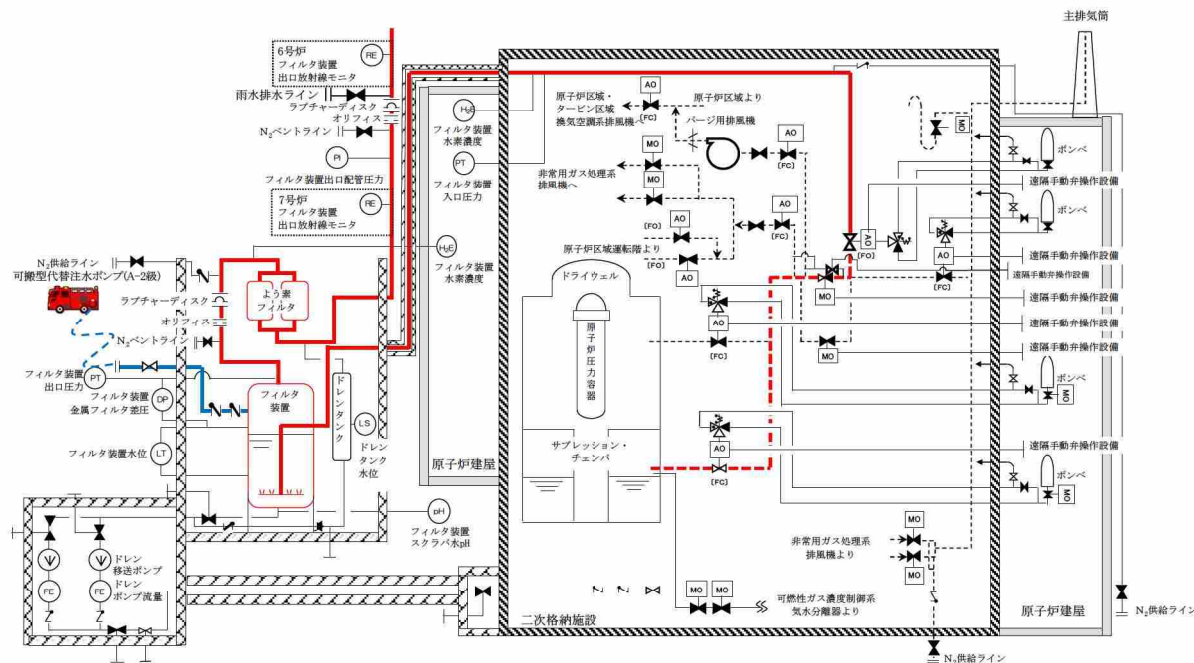 主排気筒
6号炉
フィルタ装置
出口放射線モニタ
RE
雨水排水ライン
ラプチャーディスク
オリフィス
N₂ベントライン
PI
フィルタ装置出口配管圧力
7号炉
フィルタ装置
出口放射線モニタ
RE
H₂E
フィルタ装置
水素濃度
PT
フィルタ装置
入口圧力
H₂E
フィルタ装置
水素濃度
N₂供給ライン
可搬型代替注水ポンプ(A-2級)
ラプチャーディスク
よう素
フィルタ
オリフィス
N₂ベントライン
フィルタ装置
出口圧力
PT
フィルタ装置
金属フィルタ差圧
DP
フィルタ装置水位
LT
フィルタ
装置
ドレンタンク
LS
ドレン
タンク
水位
原子炉建屋
pH
フィルタ装置
スクラバ水pH
ドレン
移送ポンプ
ドレン
ポンプ流量
原子炉区域・
タービン区域
換気空調系排風機へ
AO
[FC]
原子炉区域より
パージ用排風機
AO
[FC]
MO
MO
非常用ガス処理系
排風機へ
AO
[FC]
AO
[FO]
原子炉区域運転階より
[FO]
AO
ドライウェル
原子炉圧力容器
サプレッション・
チェンバ
AO
[FC]
AO
[FC]
MO
MO
AO
[FO]
AO
[FC]
MO
ボンベ
遠隔手動弁操作設備
ボンベ
遠隔手動弁操作設備
遠隔手動弁操作設備
遠隔手動弁操作設備
遠隔手動弁操作設備
遠隔手動弁操作設備
ボンベ
MO
遠隔手動弁操作設備
ボンベ
MO
MO
非常用ガス処理系
排風機より
MO
MO
MO
可燃性ガス濃度制御系
気水分離器より
二次格納施設
原子炉建屋
N₂供給ライン
N₂供給ライン